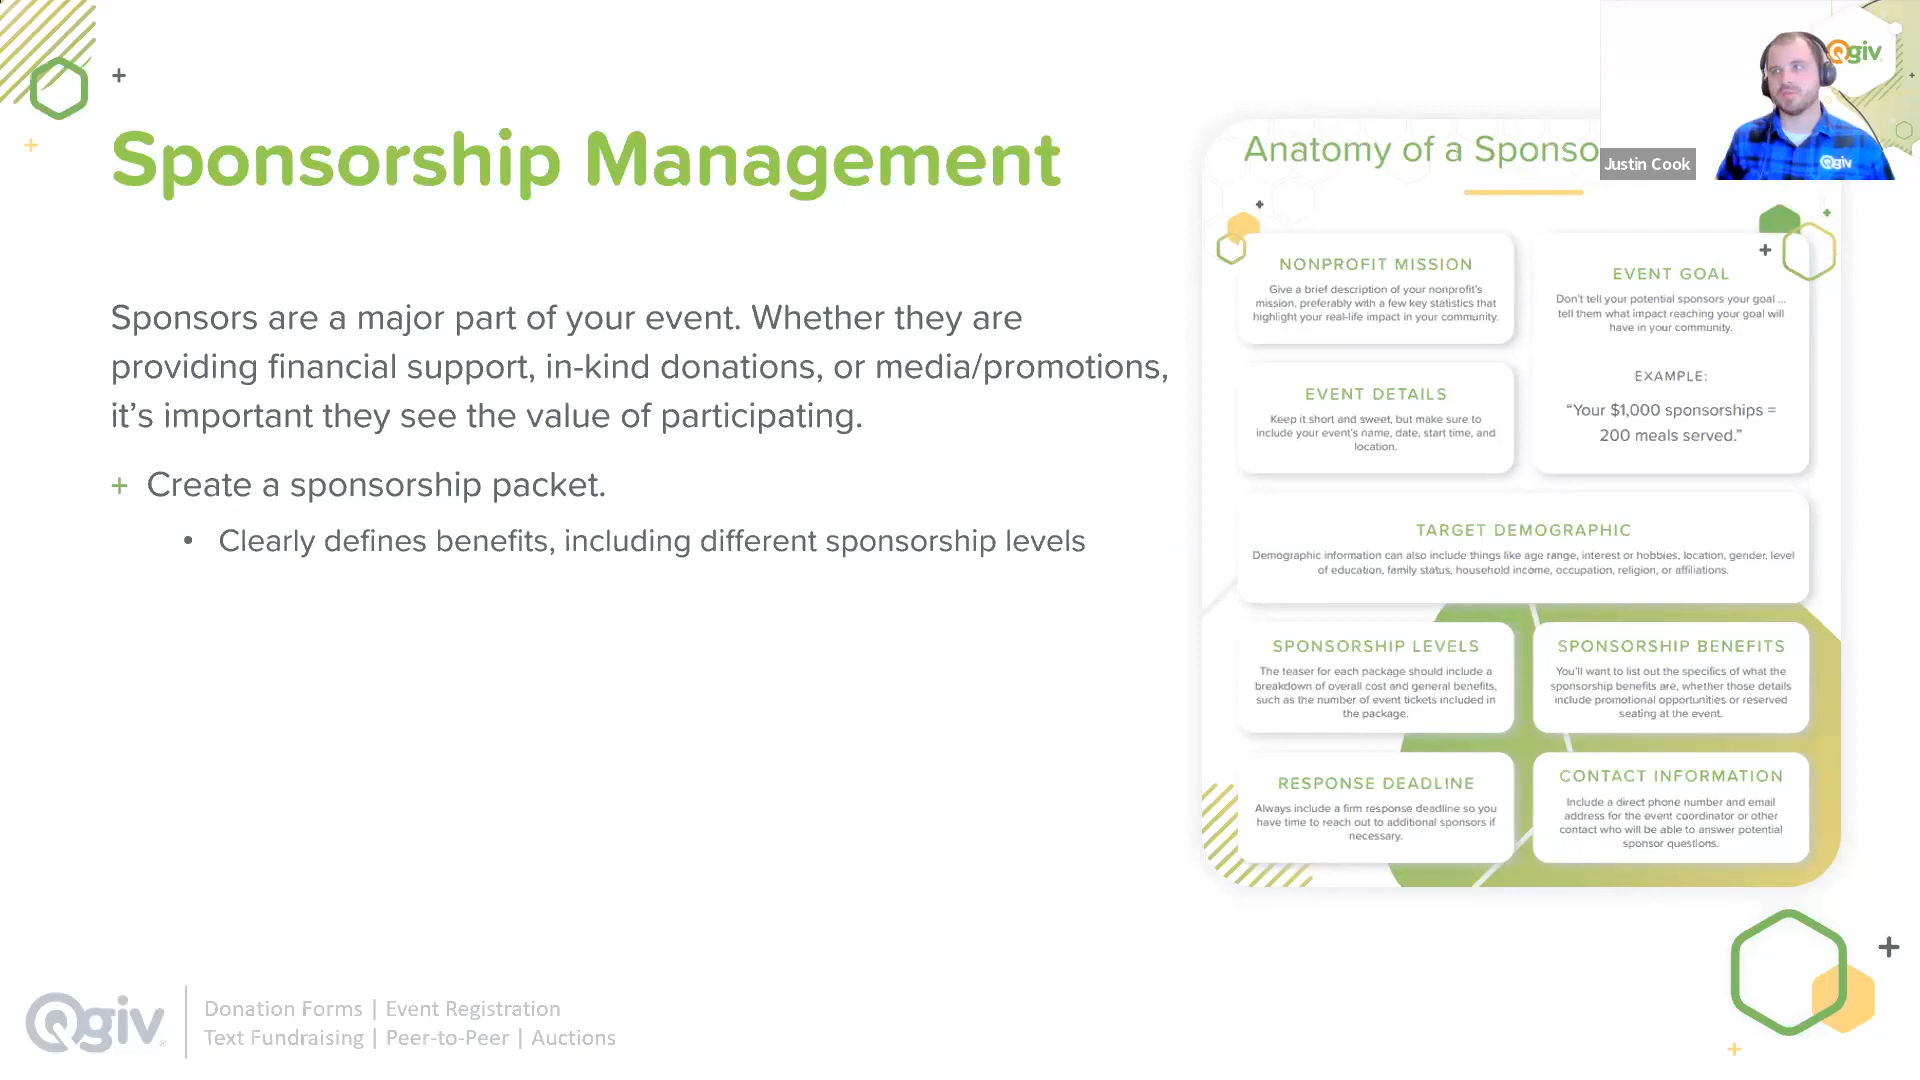 Sponsorship Management
Sponsors are a major part of your event. Whether they are
providing financial support, in-kind donations, or media/promotions,
it's important they see the value of participating.
+ Create a sponsorship packet.
• Clearly defines benefits, including different sponsorship levels
Anatomy of a Sponso
Qgiv
Justin Cook
Qgiv
NONPROFIT MISSION
Give a brief description of your nonprofit's
mission, preferably with a few key statistics that
highlight your real-life impact in your community.
EVENT GOAL
Don't tell your potential sponsors your goal ...
tell them what impact reaching your goal will
have in your community.
EXAMPLE:
"Your $1,000 sponsorships =
200 meals served."
EVENT DETAILS
Keep it short and sweet, but make sure to
include your event's name, date, start time, and
location.
TARGET DEMOGRAPHIC
Demographic information can also include things like age range, interest or hobbies, location, gender, level
of education, family status, household income, occupation, religion, or affiliations.
SPONSORSHIP LEVELS
The teaser for each package should include a
breakdown of overall cost and general benefits,
such as the number of event tickets included in
the package.
SPONSORSHIP BENEFITS
You'll want to list out the specifics of what the
sponsorship benefits are, whether those details
include promotional opportunities or reserved
seating at the event.
RESPONSE DEADLINE
Always include a firm response deadline so you
have time to reach out to additional sponsors if
necessary.
CONTACT INFORMATION
Include a direct phone number and email
address for the event coordinator or other
contact who will be able to answer potential
sponsor questions.
Qgiv
Donation Forms | Event Registration
Text Fundraising | Peer-to-Peer | Auctions